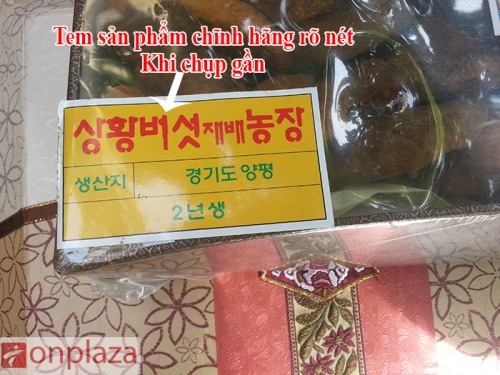 Tem sản phẩm chĩnh hãng rõ nét
Khi chụp gần
상황버섯재배농장
생산지 경기도 양평
2년생
onplaza